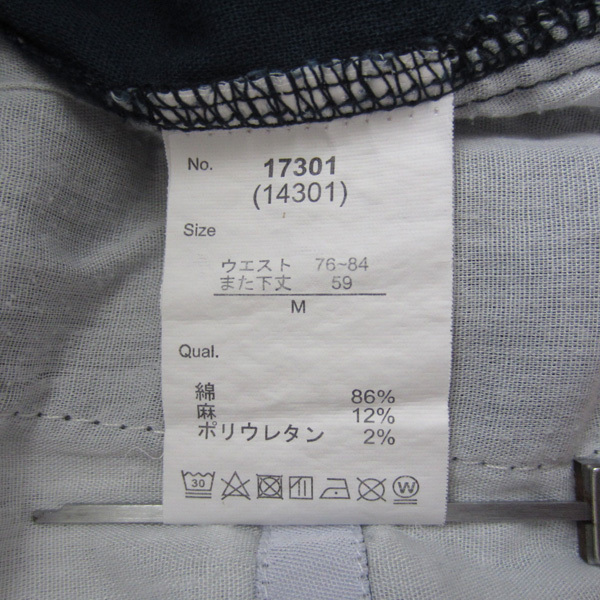 No. 17301
(14301)
Size
ウエスト 76~84
また下丈 59
M
Qual.
綿 86%
麻 12%
ポリウレタン 2%
30 W